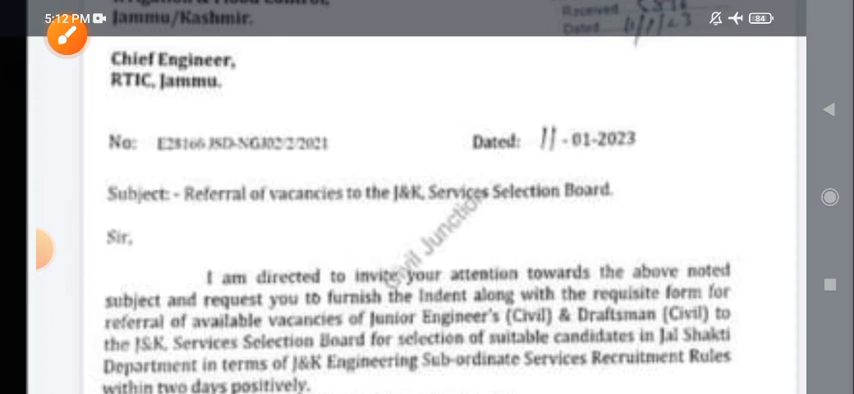 5:12 PM
84
Jammu/Kashmir.
Received
Dated
Chief Engineer,
RTIC, Jammu.
No:
Dated: 11-01-2023
Subject: - Referral of vacancies to the J&K, Services Selection Board.
Sir,
I am directed to invite your attention towards the above noted
subject and request you to furnish the Indent along with the requisite form for
referral of available vacancies of Junior Engineer's (Civil) & Draftsman (Civil) to
the J&K, Services Selection Board for selection of suitable candidates in Jal Shakti
Department in terms of J&K Engineering Sub-ordinate Services Recruitment Rules
within two days positively.
Civil Junction